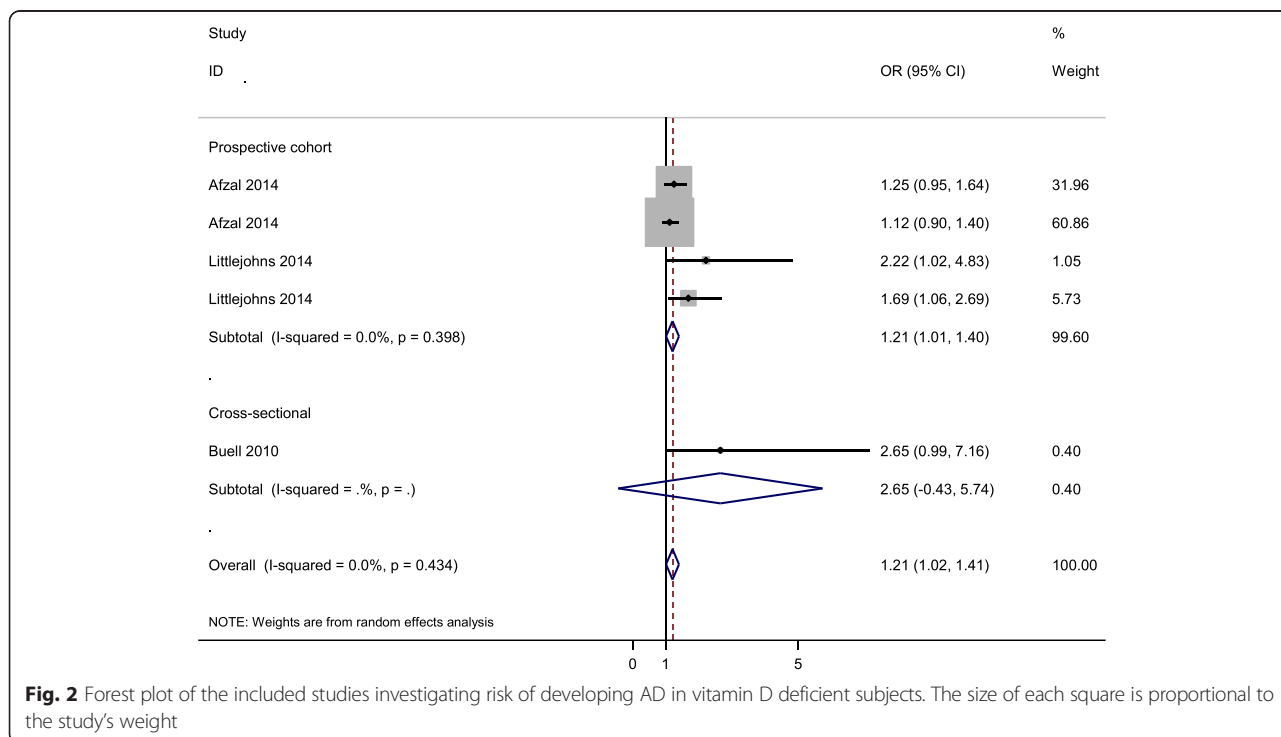 Study %
ID . OR (95% CI) Weight
Prospective cohort
Afzal 2014 1.25 (0.95, 1.64) 31.96
Afzal 2014 1.12 (0.90, 1.40) 60.86
Littlejohns 2014 2.22 (1.02, 4.83) 1.05
Littlejohns 2014 1.69 (1.06, 2.69) 5.73
Subtotal (I-squared = 0.0%, p = 0.398) 1.21 (1.01, 1.40) 99.60
.
Cross-sectional
Buell 2010 2.65 (0.99, 7.16) 0.40
Subtotal (I-squared = .%, p = .) 2.65 (-0.43, 5.74) 0.40
.
Overall (I-squared = 0.0%, p = 0.434) 1.21 (1.02, 1.41) 100.00
NOTE: Weights are from random effects analysis
0 1 5
Fig. 2 Forest plot of the included studies investigating risk of developing AD in vitamin D deficient subjects. The size of each square is proportional to
the study's weight